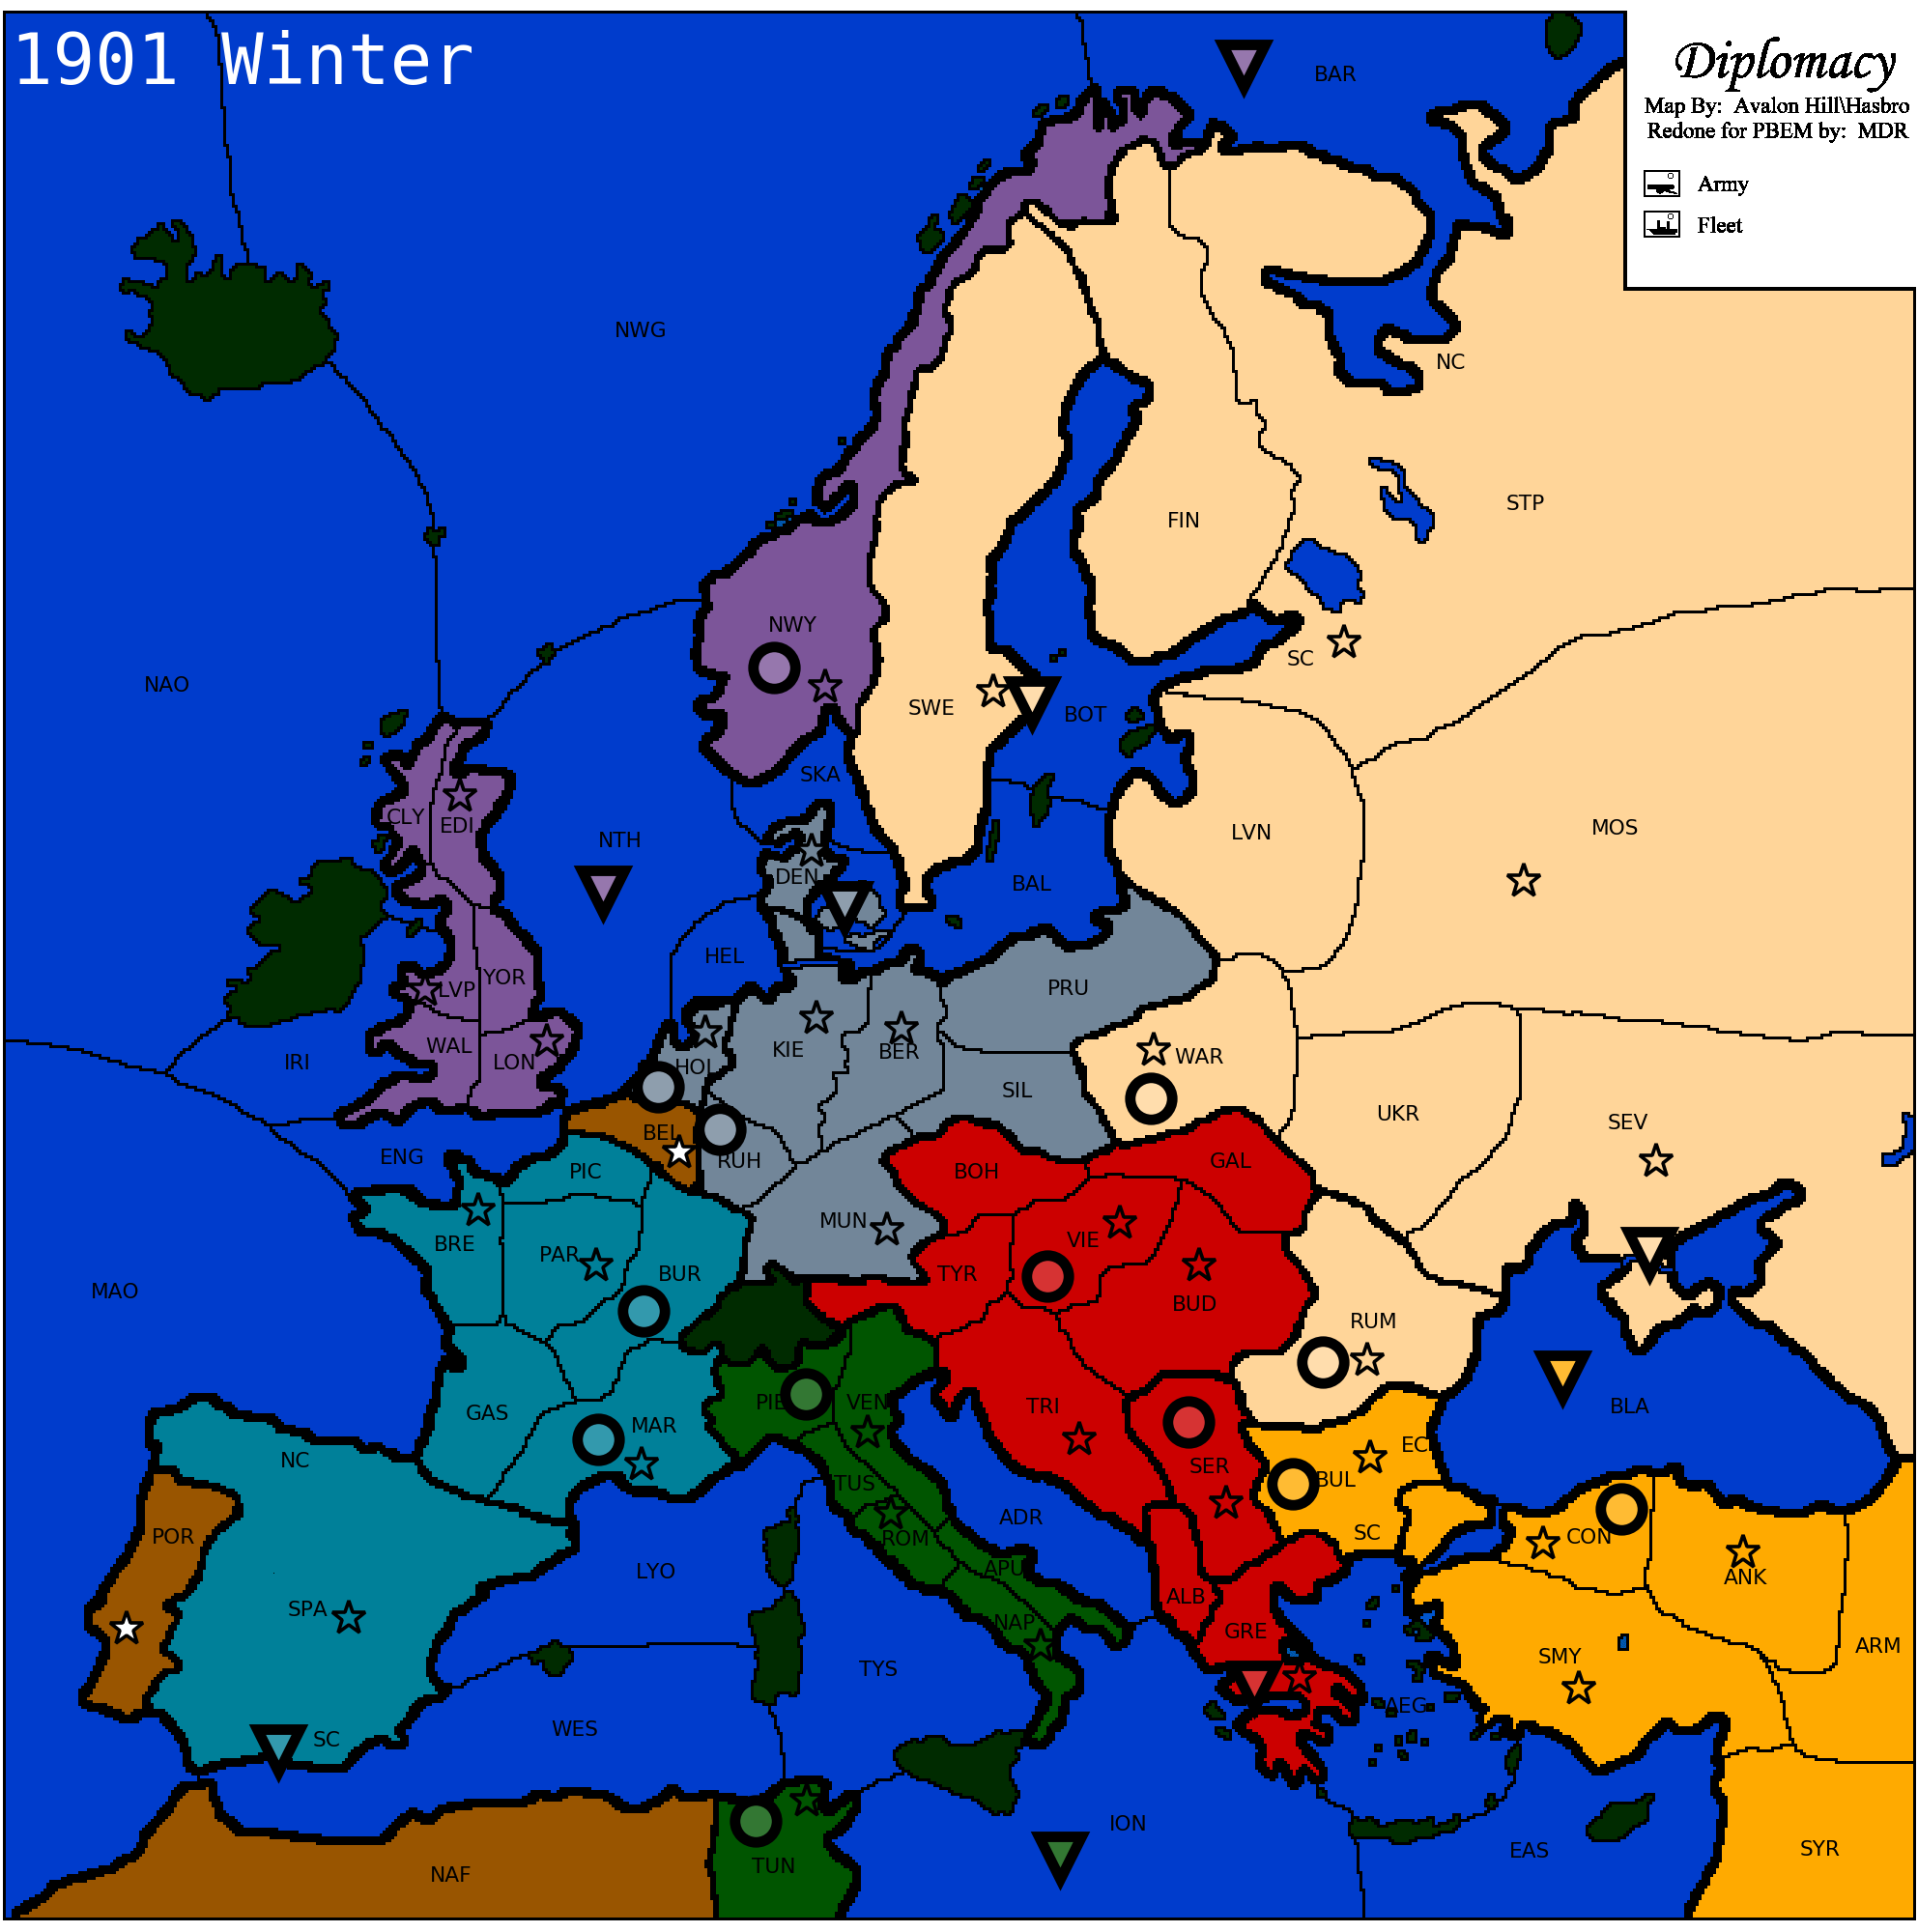 1901 Winter
Diplomacy
Map By: Avalon Hill\Hasbro
Redone for PBEM by: MDR
Army
Fleet
BAR
NWG
NC
STP
FIN
NWY
SC
NAO
SWE
BOT
SKA
CLY
EDI
NTH
LVN
MOS
DEN
BAL
HEL
YOR
LVP
PRU
WAL
LON
IRI
HOL
KIE
BER
WAR
SIL
UKR
SEV
BEL
ENG
PIC
RUH
BOH
GAL
MUN
BRE
PAR
BUR
VIE
TYR
MAO
BUD
RUM
GAS
MAR
PIE
VEN
TRI
BLA
NC
SER
EC
BUL
TUS
POR
ROM
ADR
SC
CON
LYO
APU
ANK
SPA
ALB
NAP
GRE
ARM
SMY
TYS
AEG
WES
SC
ION
EAS
SYR
TUN
NAF